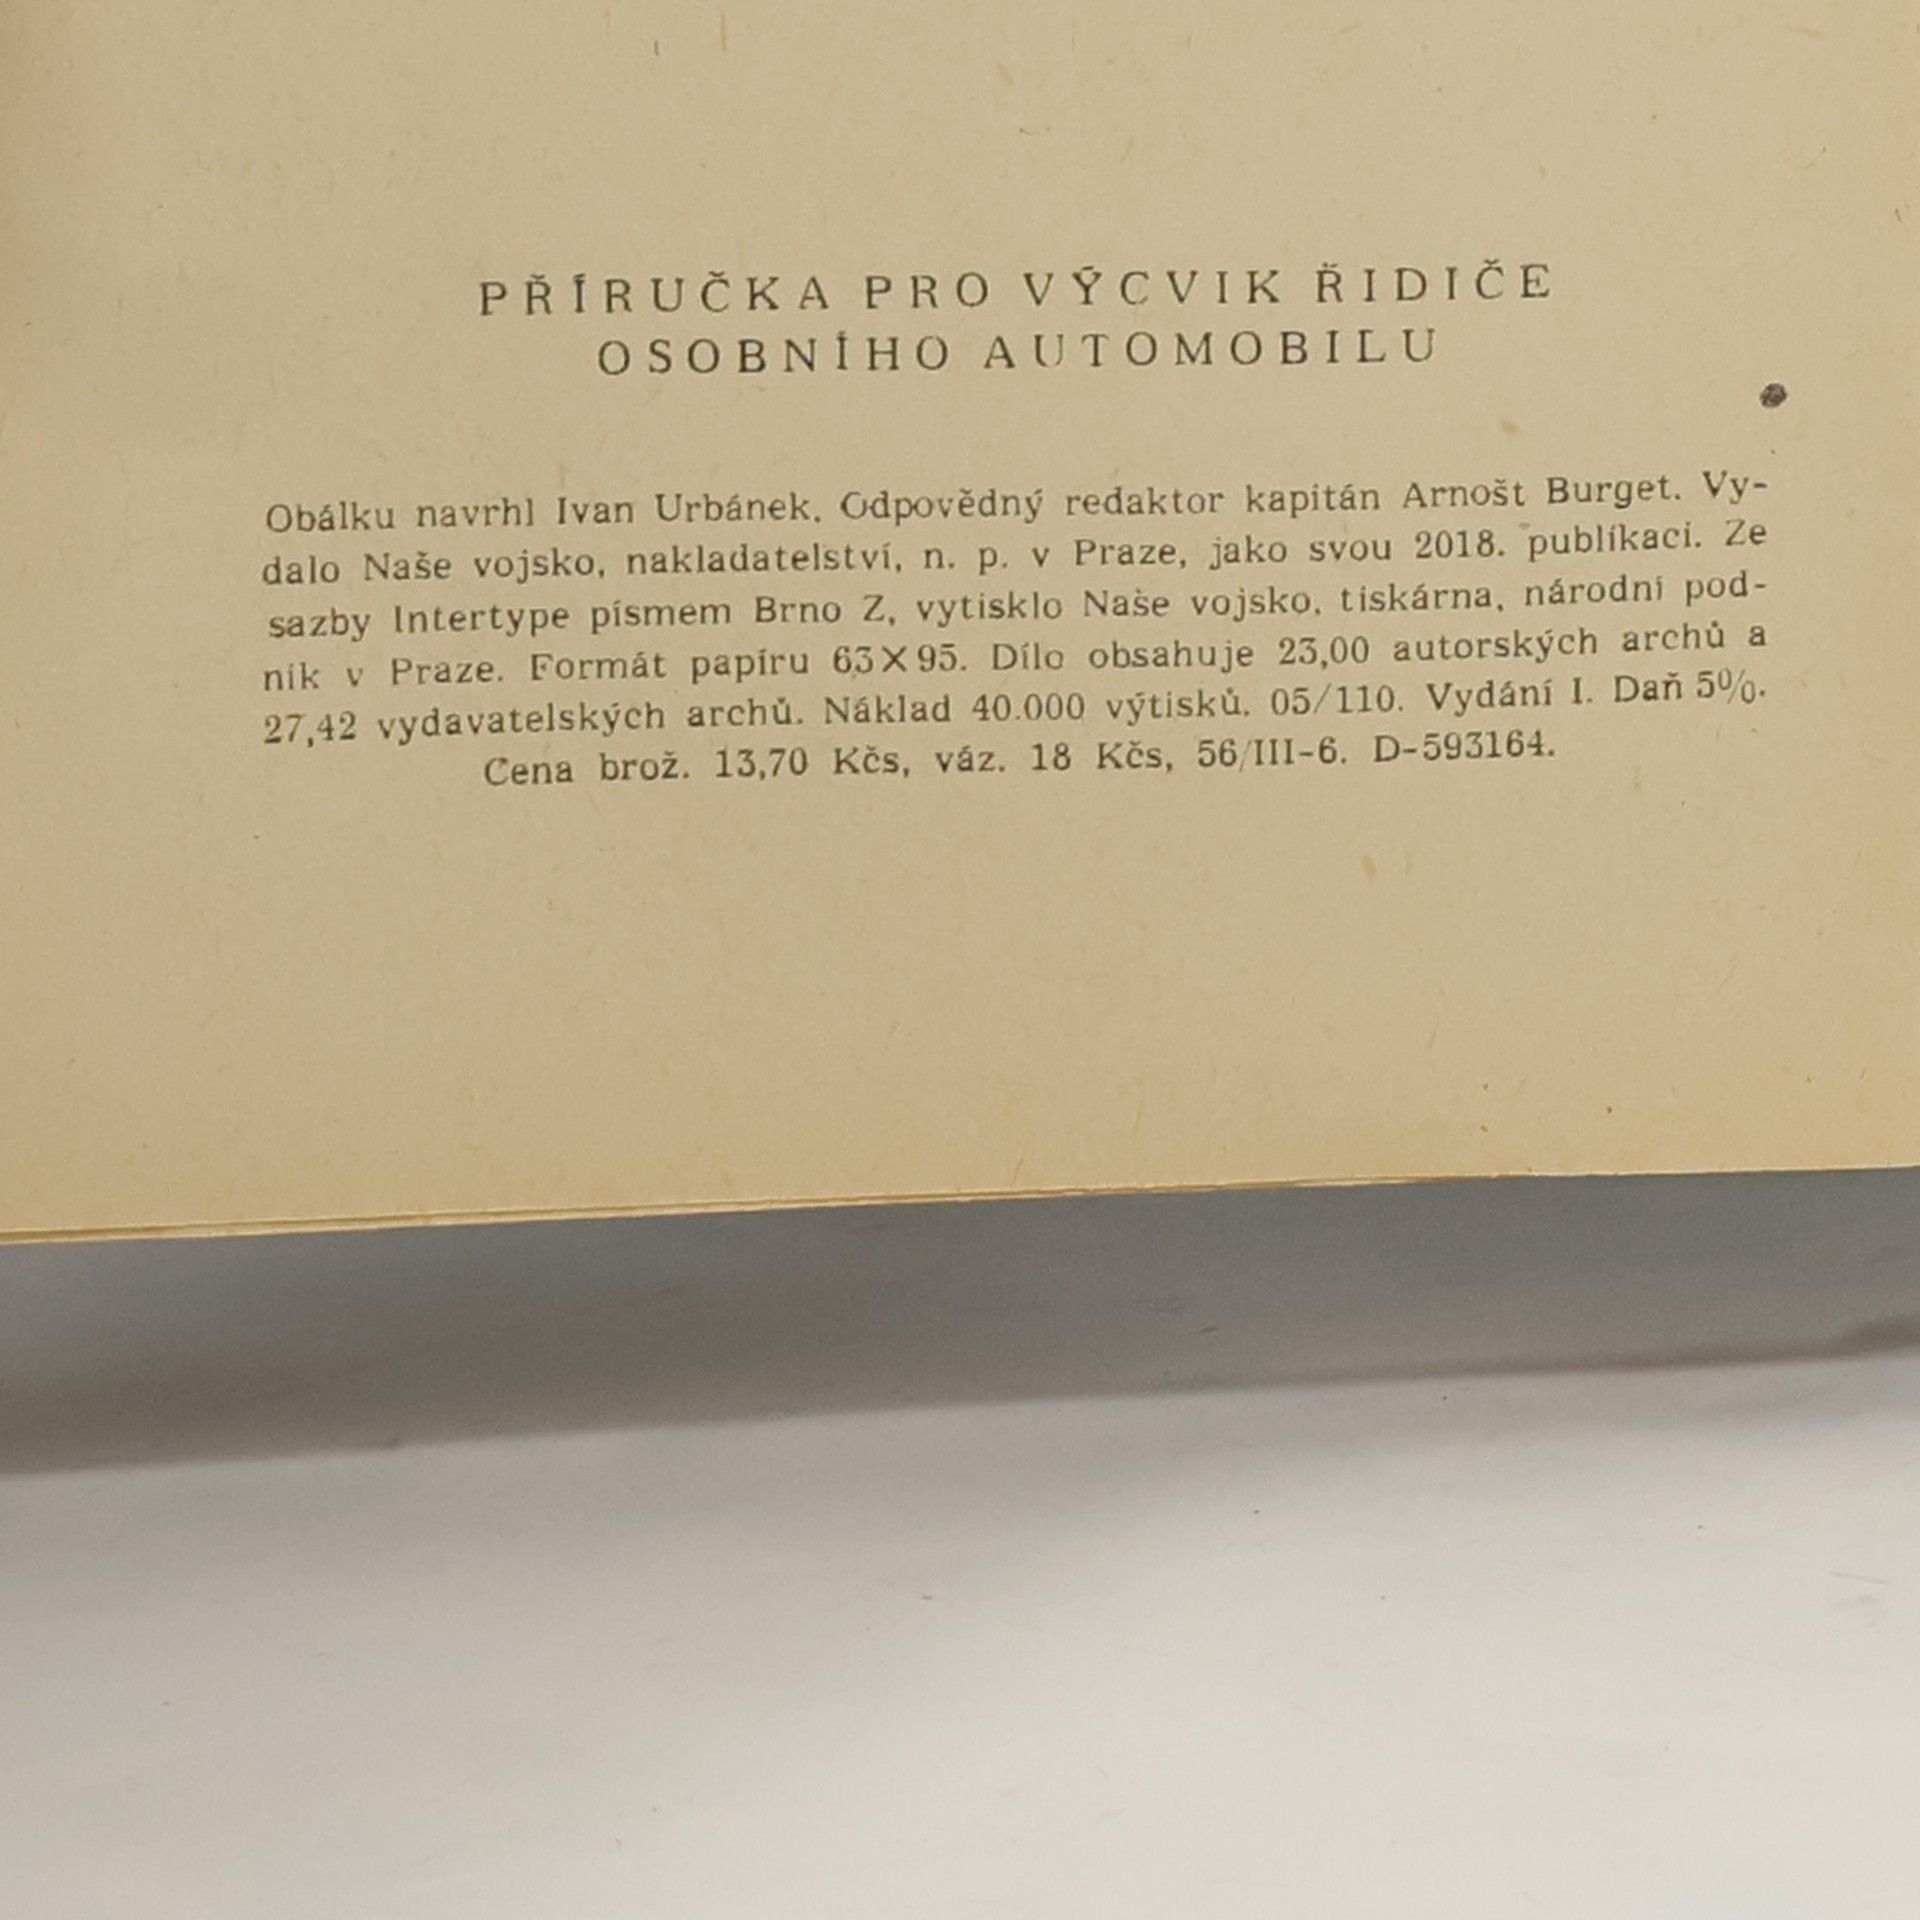 PŘÍRUČKA PRO VÝCVIK ŘIDIČE
OSOBNÍHO AUTOMOBILU
Obálku navrhl Ivan Urbánek. Odpovědný redaktor kapitán Arnošt Burget. Vy-
dalo Naše vojsko, nakladatelství, n. p. v Praze, jako svou 2018. publikaci. Ze
sazby Intertype písmem Brno Z, vytisklo Naše vojsko, tiskárna, národní pod-
nik v Praze. Formát papíru 63×95. Dílo obsahuje 23,00 autorských archů a
27,42 vydavatelských archů. Náklad 40.000 výtisků. 05/110. Vydání I. Daň 5%.
Cena brož. 13,70 Kčs, váz. 18 Kčs, 56/III-6. D-593164.